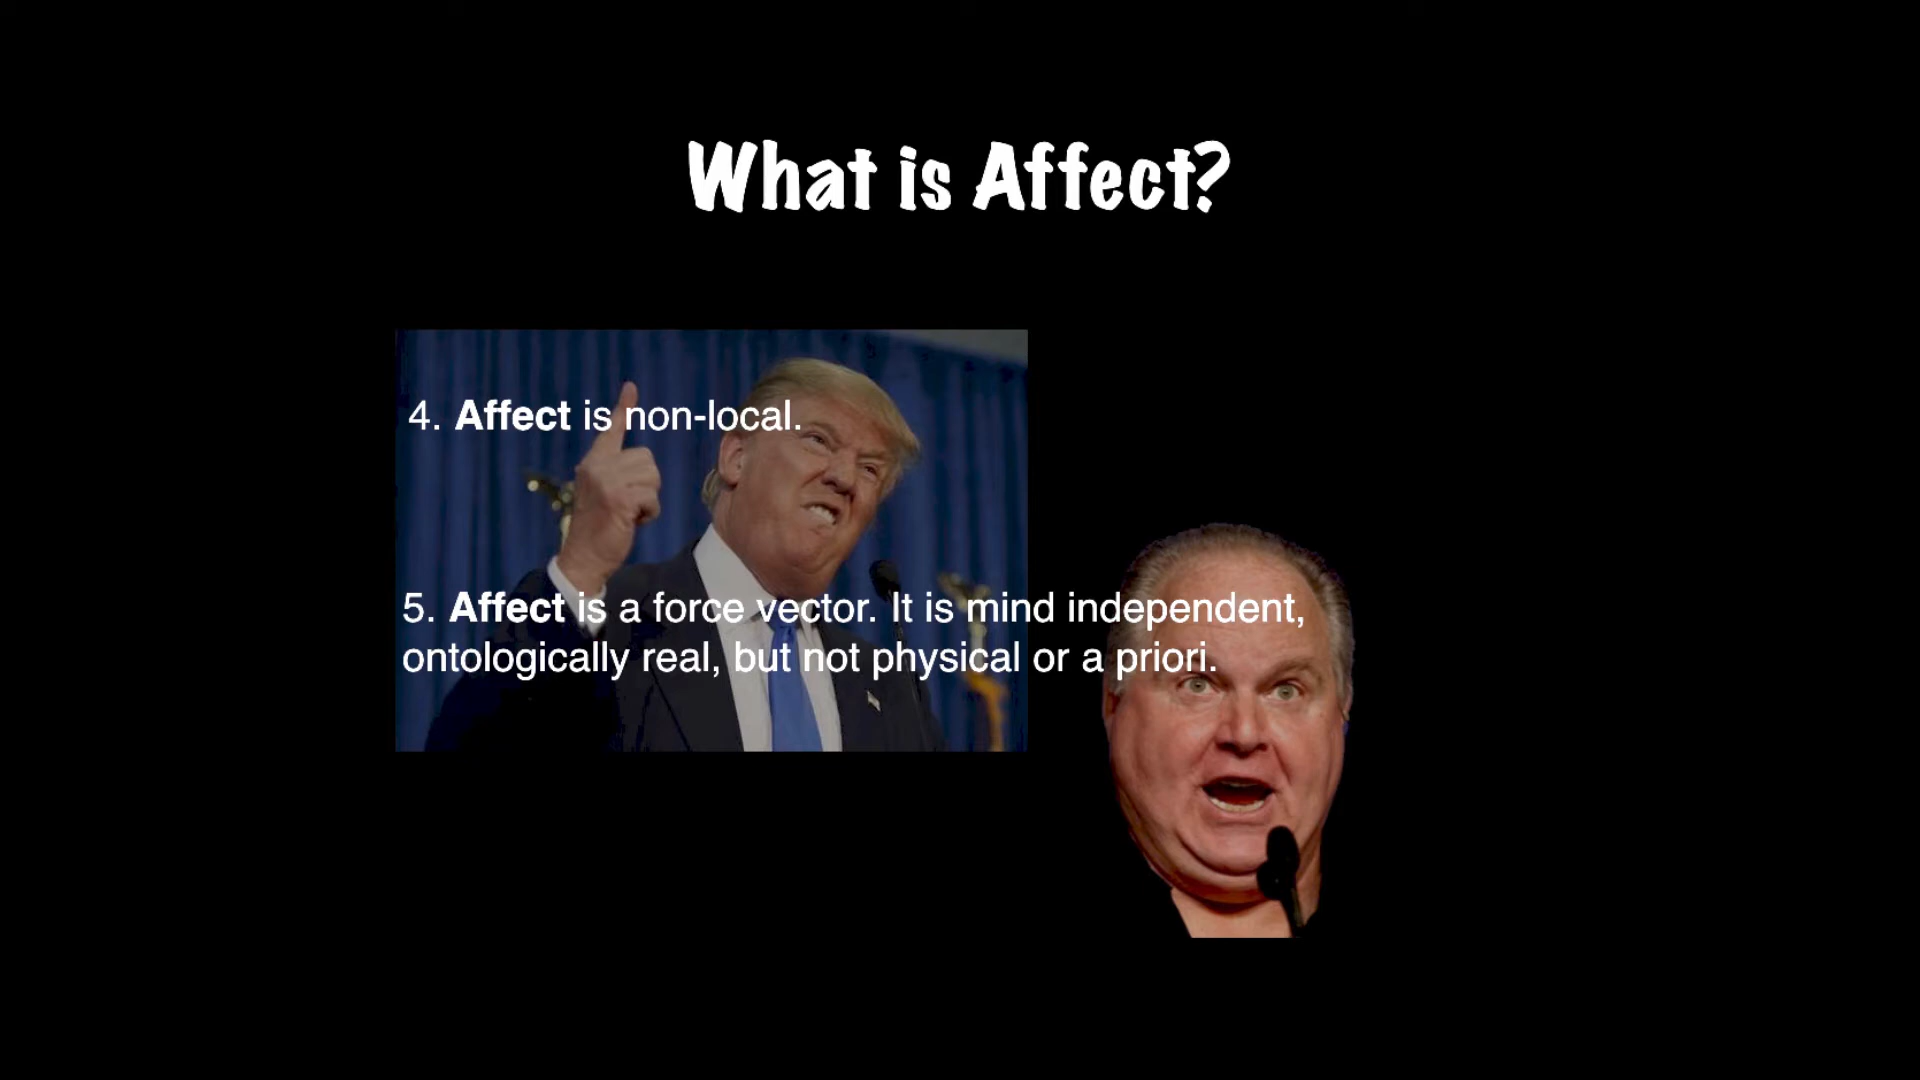 What is Affect?
4. Affect is non-local.
5. Affect is a force vector. It is mind independent,
ontologically real, but not physical or a priori.